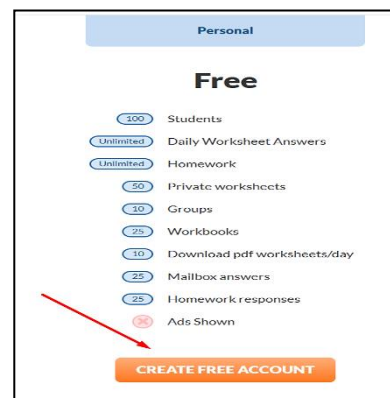 Personal
Free
100 Students
Unlimited Daily Worksheet Answers
Unlimited Homework
50 Private worksheets
10 Groups
25 Workbooks
10 Download pdf worksheets/day
25 Mailbox answers
25 Homework responses
Ads Shown
CREATE FREE ACCOUNT